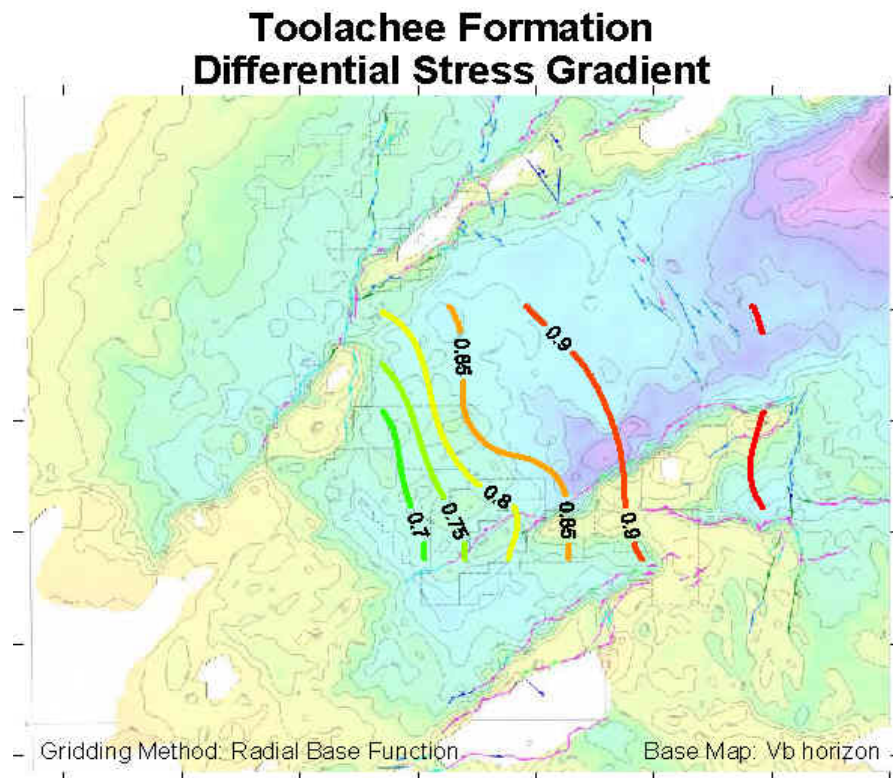 Toolachee Formation
Differential Stress Gradient
0.85
0.9
0.8
0.7
0.75
0.85
0.9
Gridding Method: Radial Base Function
Base Map: Vb horizon